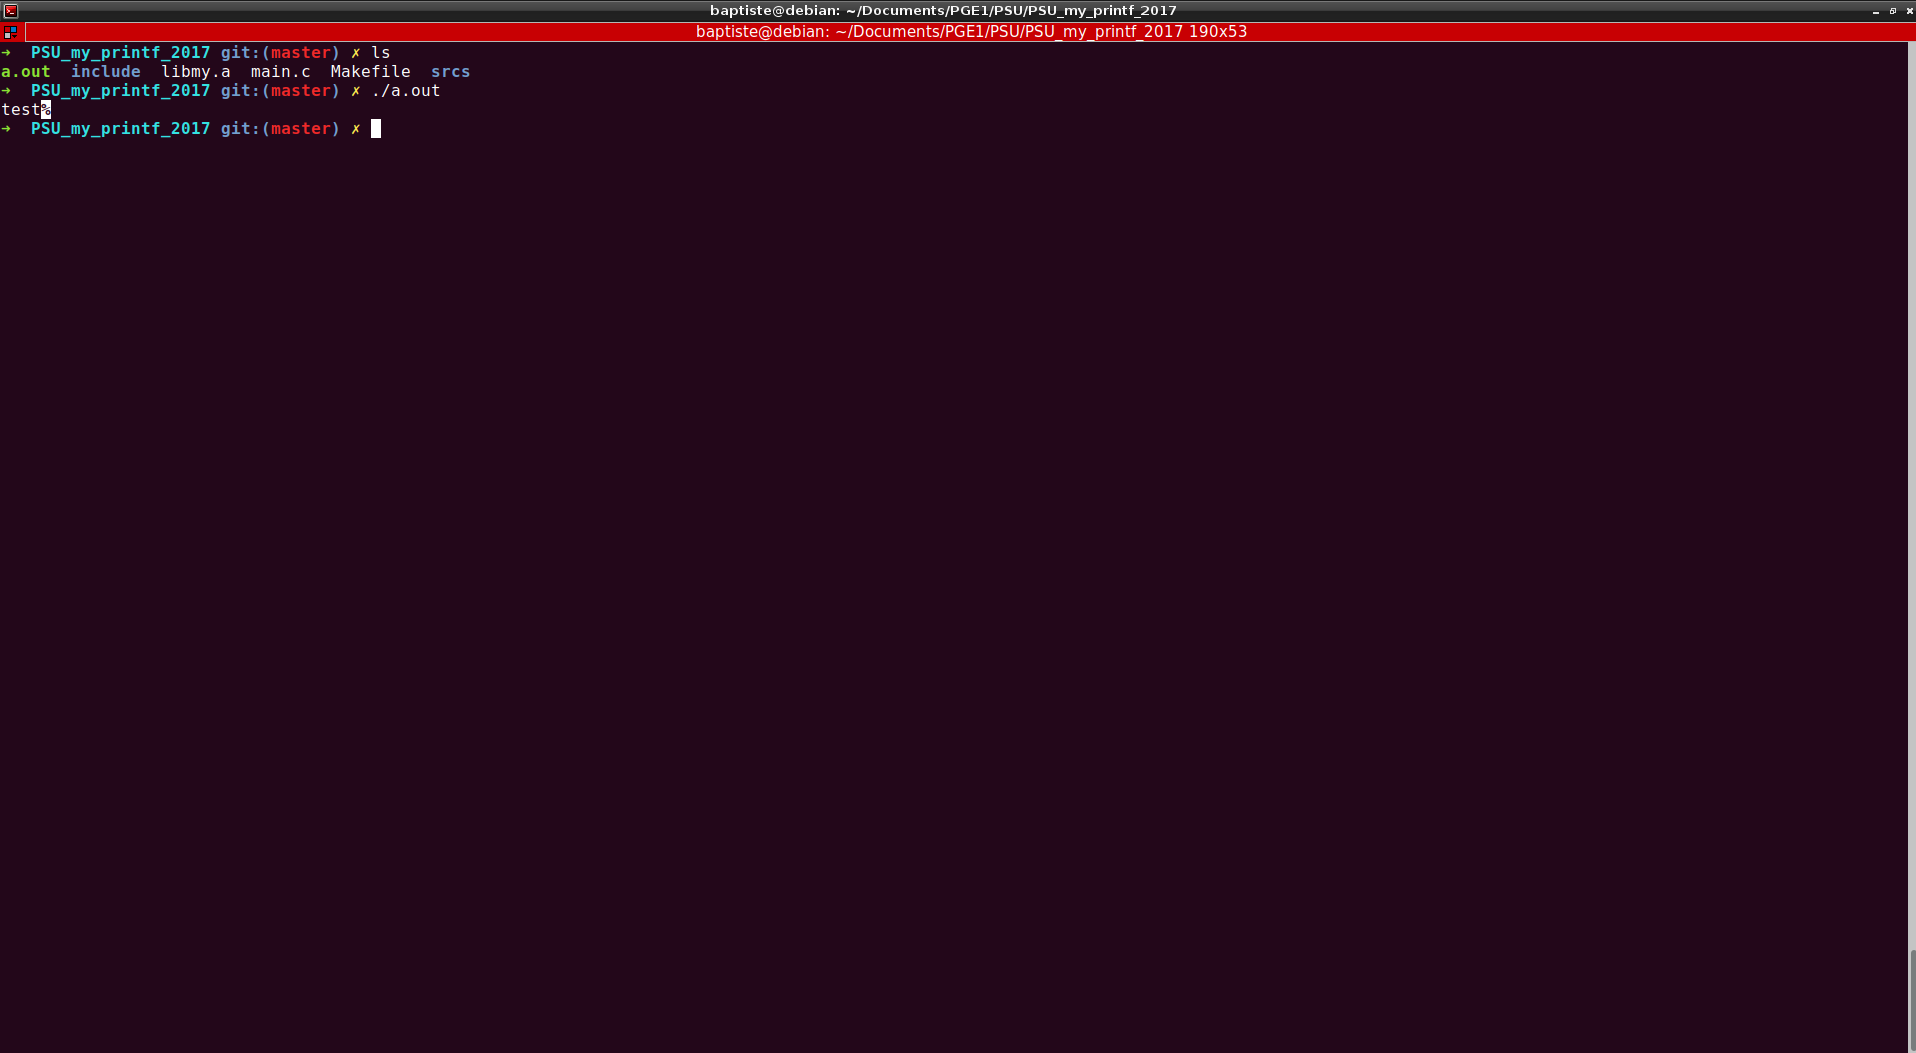 baptiste@debian: ~/Documents/PGE1/PSU/PSU_my_printf_2017
baptiste@debian: ~/Documents/PGE1/PSU/PSU_my_printf_2017 190x53
➜  PSU_my_printf_2017 git:(master) ✗ ls
a.out  include  libmy.a  main.c  Makefile  srcs
➜  PSU_my_printf_2017 git:(master) ✗ ./a.out
test%
➜  PSU_my_printf_2017 git:(master) ✗